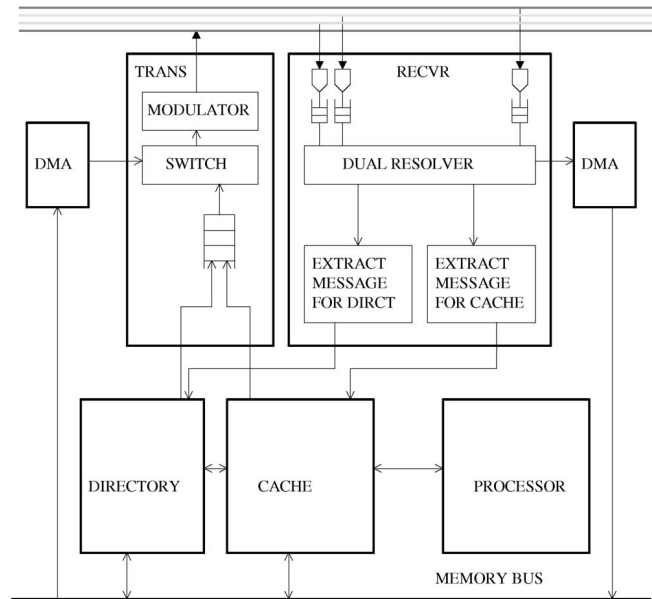 TRANS
RECVR
MODULATOR
DMA
SWITCH
DUAL RESOLVER
DMA
EXTRACT
MESSAGE
FOR DIRCT
EXTRACT
MESSAGE
FOR CACHE
DIRECTORY
CACHE
PROCESSOR
MEMORY BUS